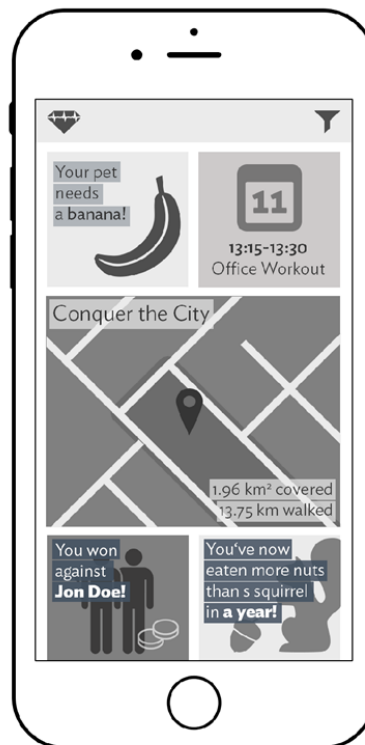 Your pet
needs
a banana!
11
13:15-13:30
Office Workout
Conquer the City
1.96 km² covered
13.75 km walked
You won
against
Jon Doe!
You've now
eaten more nuts
than s squirrel
in a year!